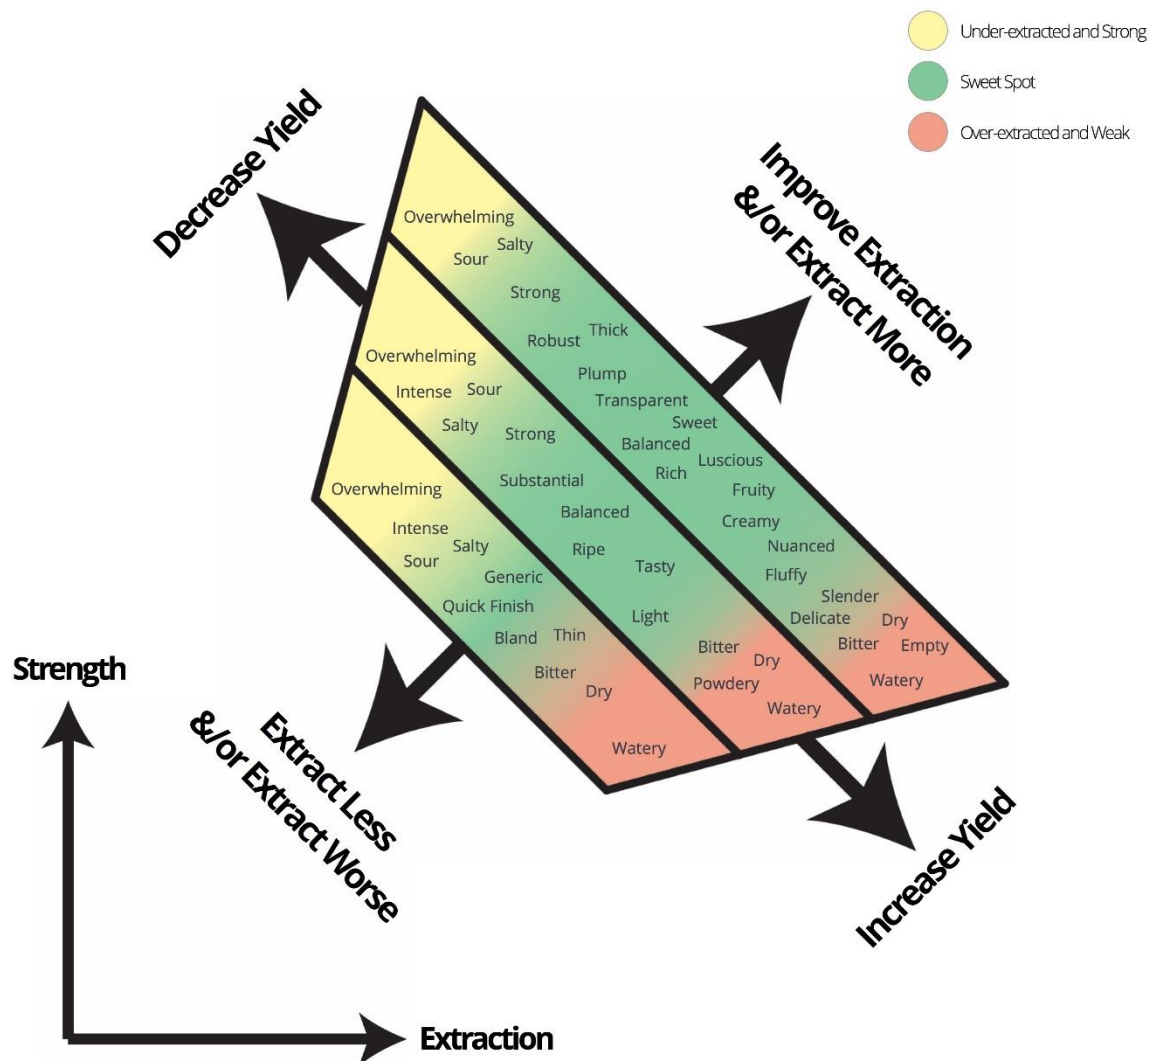 Under-extracted and Strong
Sweet Spot
Over-extracted and Weak
Decrease Yield
Improve Extraction
&/or Extract More
Overwhelming
Salty
Sour
Strong
Thick
Robust
Plump
Transparent
Sweet
Balanced
Luscious
Rich
Fruity
Creamy
Nuanced
Fluffy
Slender
Delicate
Dry
Bitter
Empty
Watery
Overwhelming
Intense
Sour
Salty
Strong
Substantial
Balanced
Ripe
Tasty
Light
Bitter
Dry
Powdery
Watery
Overwhelming
Intense
Salty
Sour
Generic
Quick Finish
Bland
Thin
Bitter
Dry
Watery
Extract Less
&/or Extract Worse
Increase Yield
Strength
Extraction